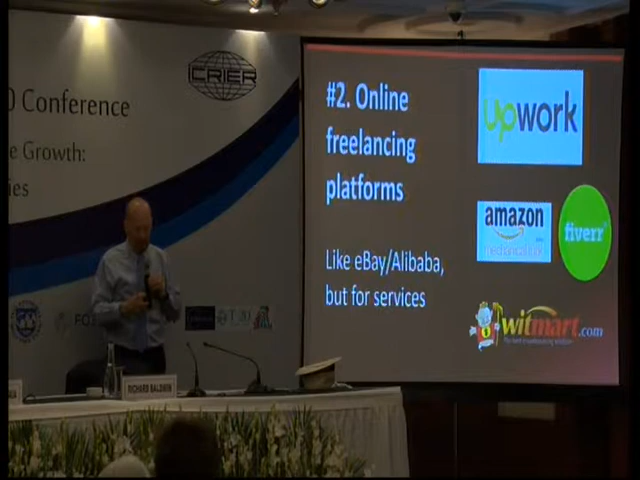 0 Conference
e Growth:
ies
ICRIER
#2. Online
freelancing
platforms
Like eBay/Alibaba,
but for services
upwork
amazon
fiverr
witmart.com
RICHARD BALDWIN